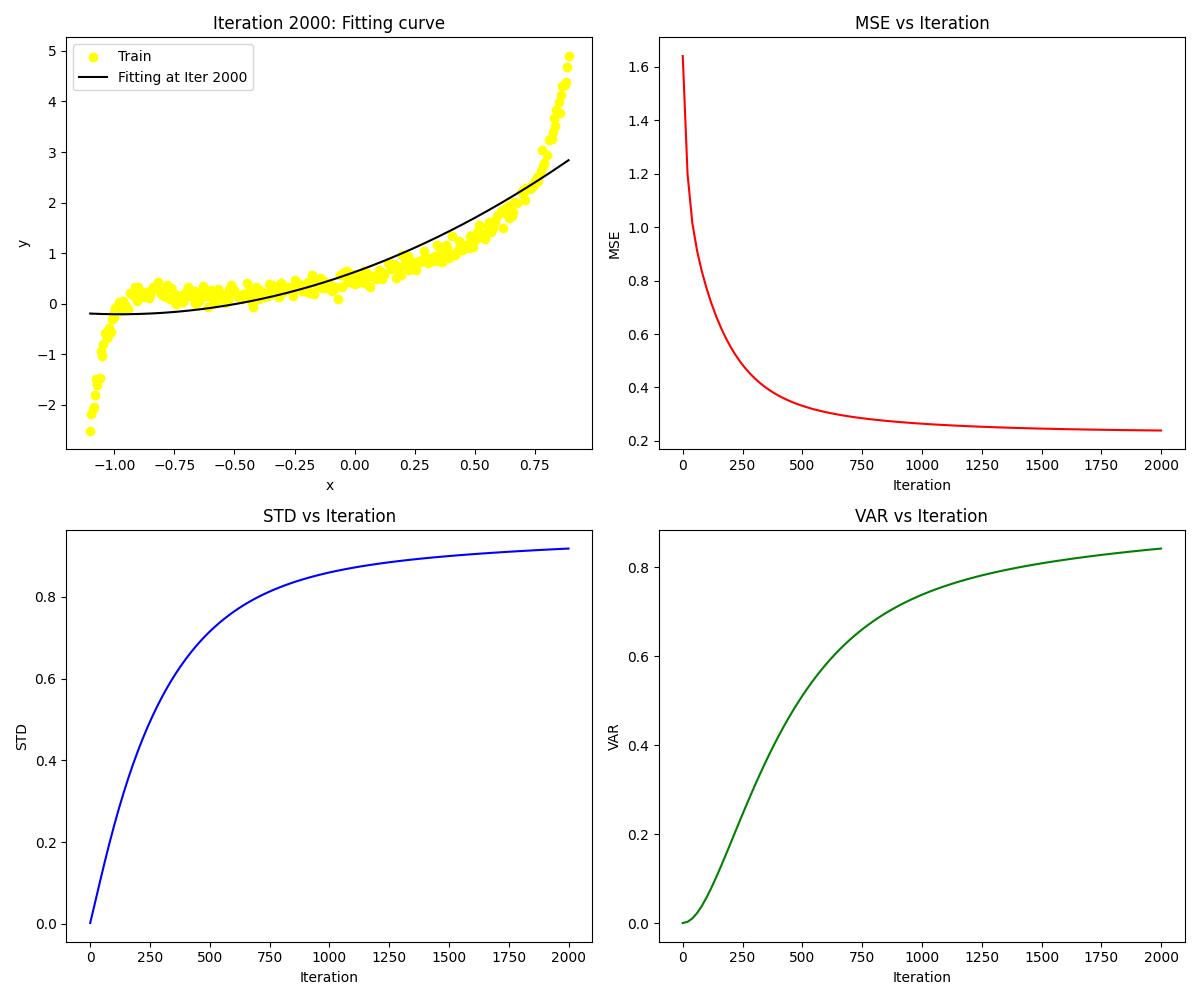 Iteration 2000: Fitting curve
Train
Fitting at Iter 2000
5
4
3
2
1
0
−1
−2
y
−1.00 −0.75 −0.50 −0.25 0.00 0.25 0.50 0.75
x
MSE vs Iteration
1.6
1.4
1.2
1.0
0.8
0.6
0.4
0.2
MSE
0 250 500 750 1000 1250 1500 1750 2000
Iteration
STD vs Iteration
0.8
0.6
0.4
0.2
0.0
STD
0 250 500 750 1000 1250 1500 1750 2000
Iteration
VAR vs Iteration
0.8
0.6
0.4
0.2
0.0
VAR
0 250 500 750 1000 1250 1500 1750 2000
Iteration